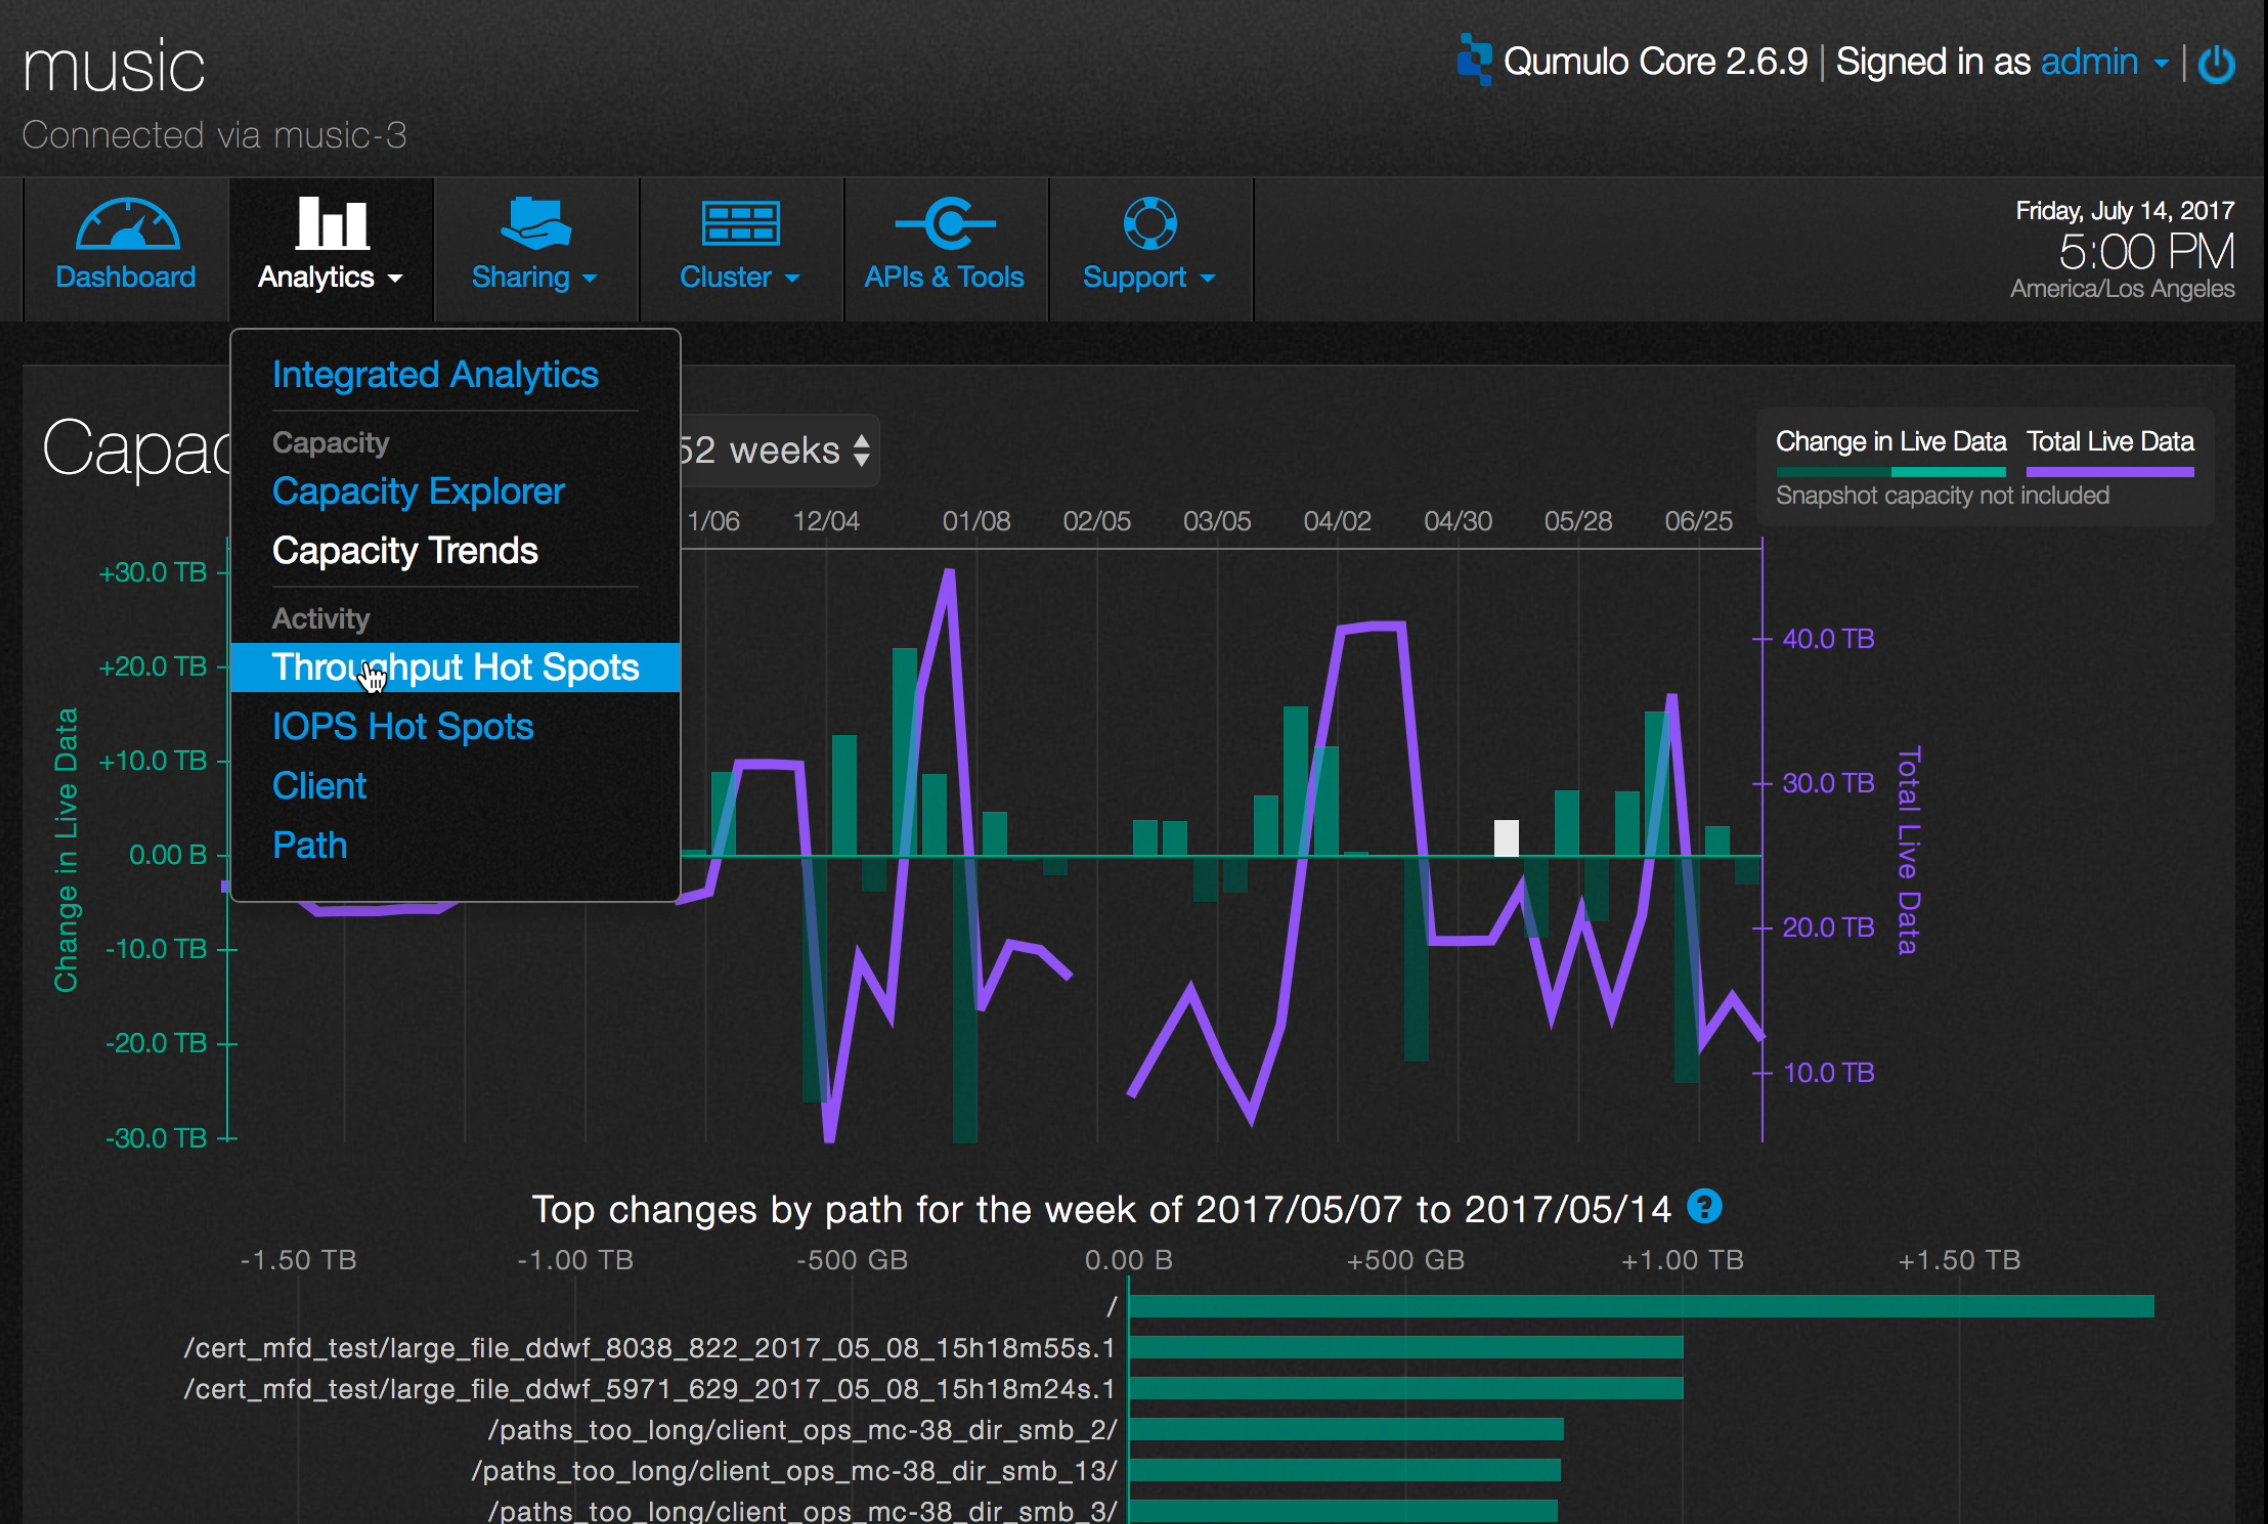 music
Qumulo Core 2.6.9 | Signed in as admin
Connected via music-3
Dashboard
Analytics
Sharing
Cluster
APIs & Tools
Support
Friday, July 14, 2017
5:00 PM
America/Los Angeles
Integrated Analytics
Capacity
Capacity Explorer
Capacity Trends
Activity
Throughput Hot Spots
IOPS Hot Spots
Client
Path
52 weeks
Change in Live Data
Total Live Data
Snapshot capacity not included
1/06 12/04 01/08 02/05 03/05 04/02 04/30 05/28 06/25
Change in Live Data
+30.0 TB
+20.0 TB
+10.0 TB
0.00 B
-10.0 TB
-20.0 TB
-30.0 TB
40.0 TB
30.0 TB
20.0 TB
10.0 TB
Total Live Data
Top changes by path for the week of 2017/05/07 to 2017/05/14 ?
-1.50 TB -1.00 TB -500 GB 0.00 B +500 GB +1.00 TB +1.50 TB
/
/cert_mfd_test/large_file_ddwf_8038_822_2017_05_08_15h18m55s.1
/cert_mfd_test/large_file_ddwf_5971_629_2017_05_08_15h18m24s.1
/paths_too_long/client_ops_mc-38_dir_smb_2/
/paths_too_long/client_ops_mc-38_dir_smb_13/
/paths_too_long/client_ops_mc-38_dir_smb_3/